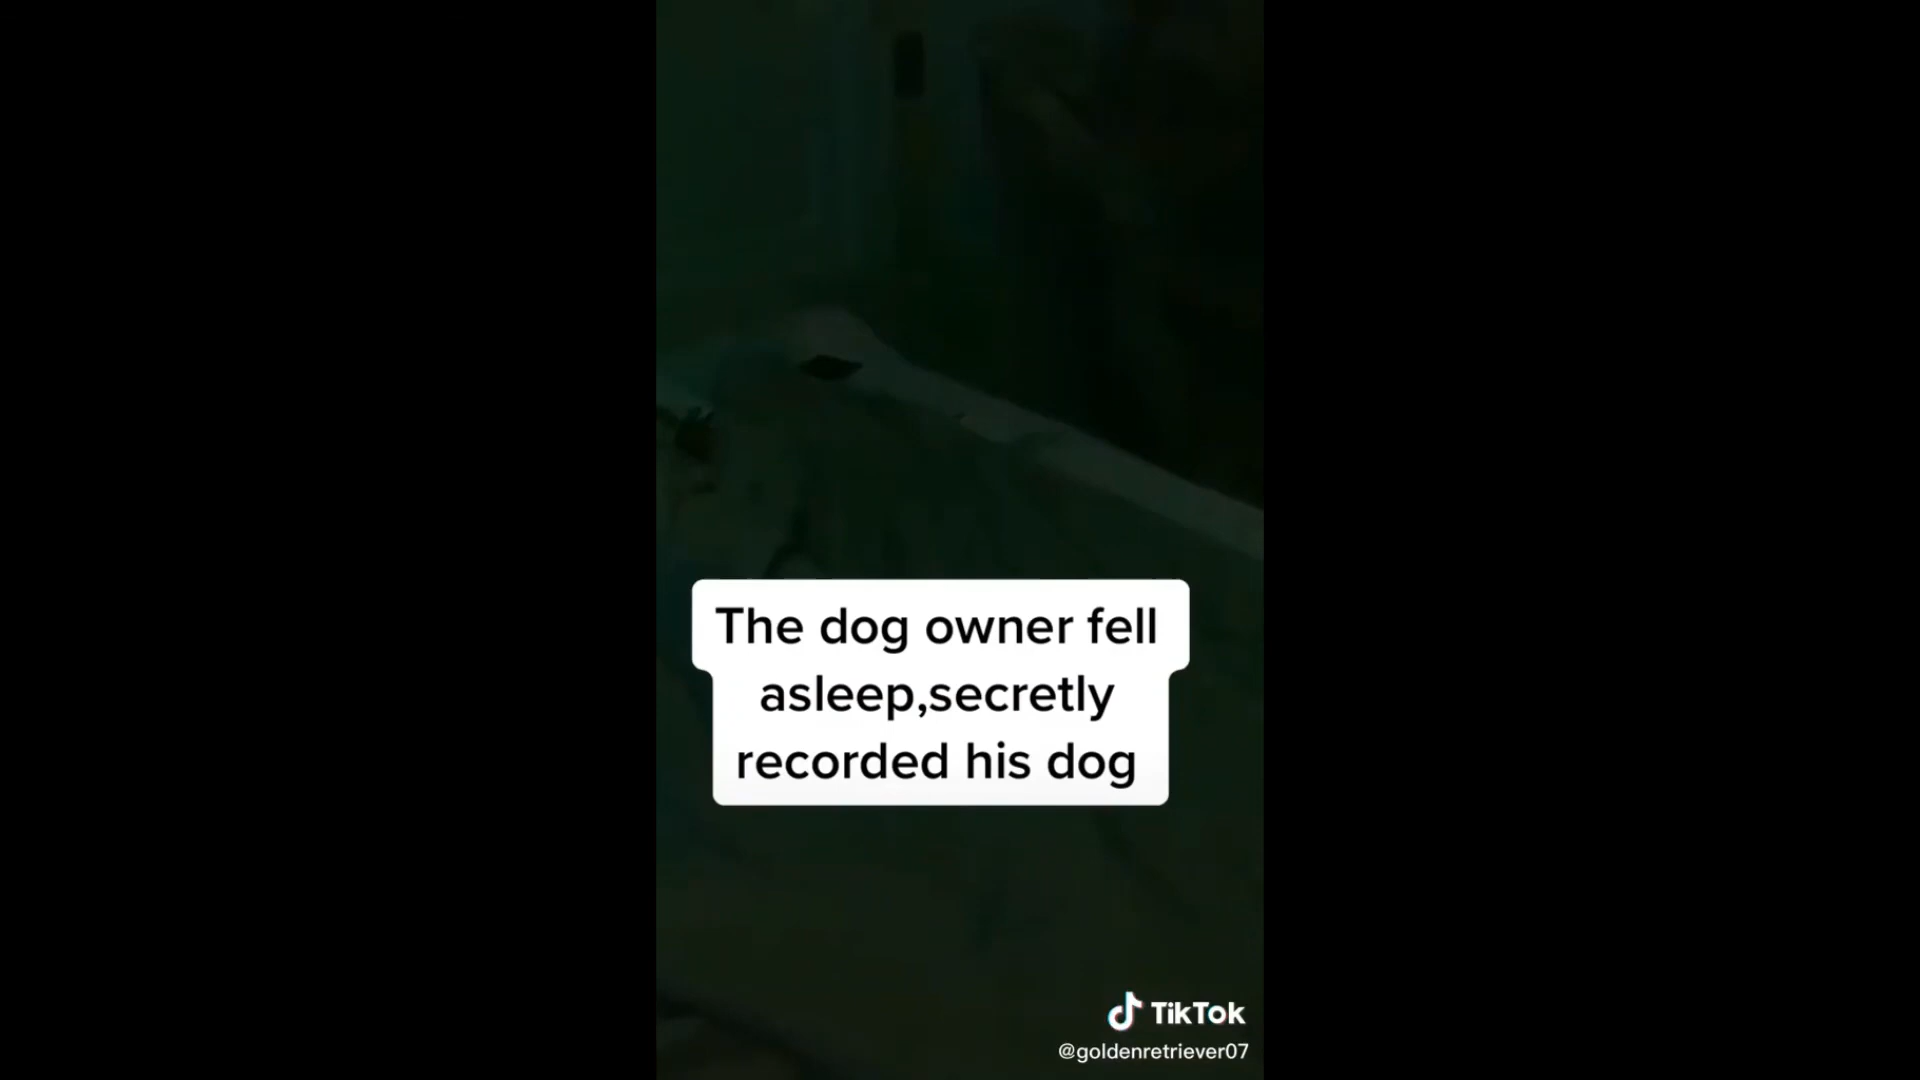 The dog owner fell
asleep,secretly
recorded his dog
TikTok
@goldenretriever07